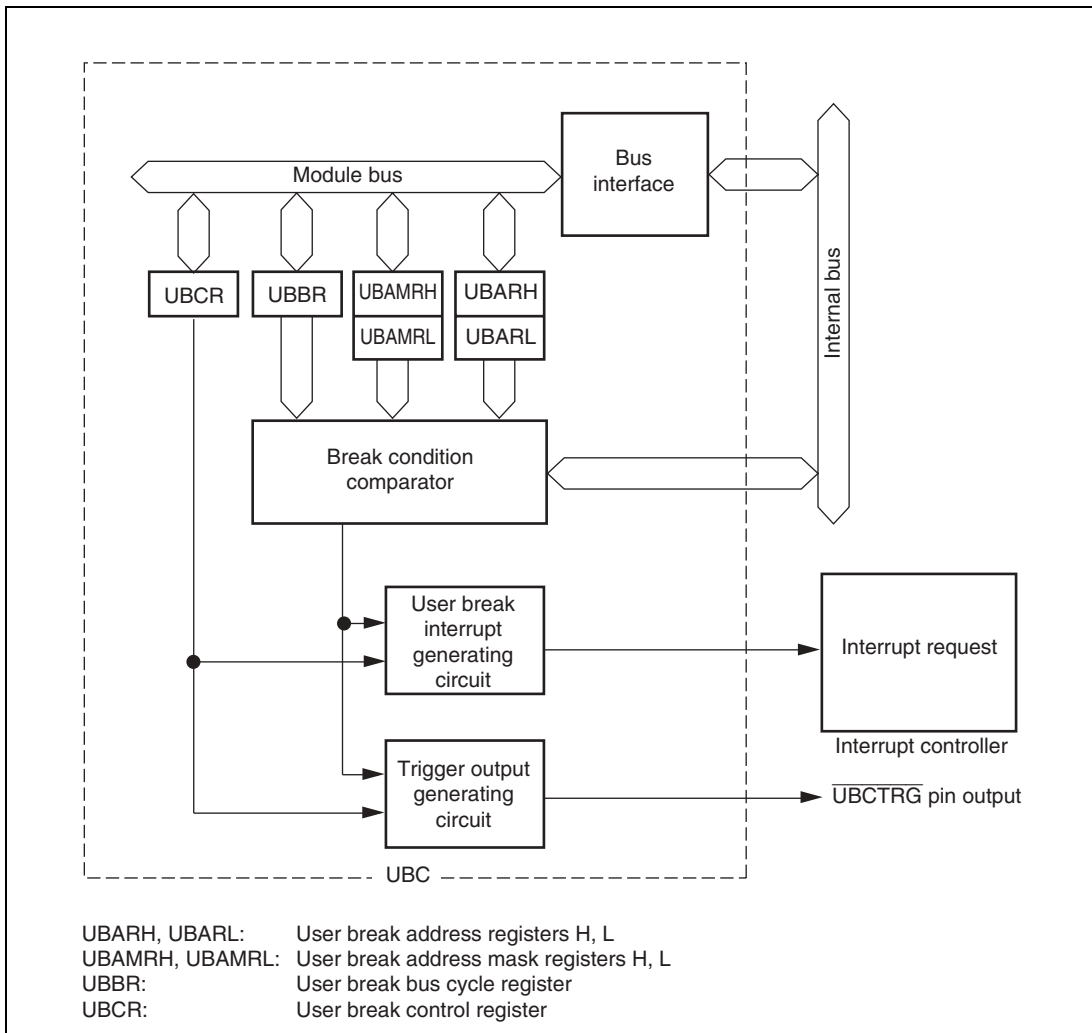 Bus
interface
Module bus
Internal bus
UBCR
UBBR
UBAMRH
UBAMRL
UBARH
UBARL
Break condition
comparator
User break
interrupt
generating
circuit
Interrupt request
Interrupt controller
Trigger output
generating
circuit
UBCTRG pin output
UBC
UBARH, UBARL: User break address registers H, L
UBAMRH, UBAMRL: User break address mask registers H, L
UBBR: User break bus cycle register
UBCR: User break control register